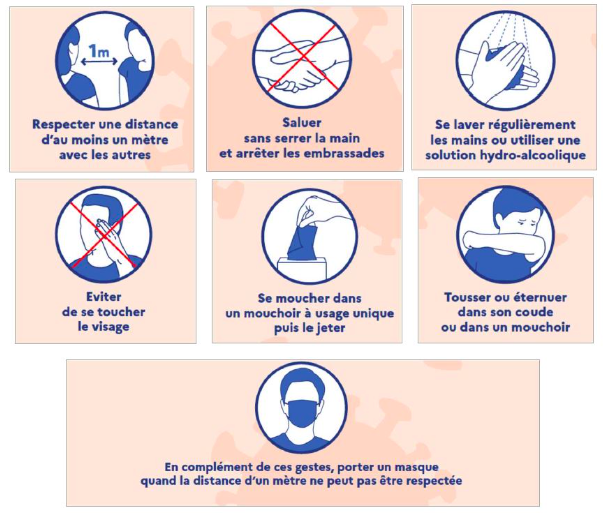 1m
Respecter une distance
d'au moins un mètre
avec les autres
Saluer
sans serrer la main
et arrêter les embrassades
Se laver régulièrement
les mains ou utiliser une
solution hydro-alcoolique
Eviter
de se toucher
le visage
Se moucher dans
un mouchoir à usage unique
puis le jeter
Tousser ou éternuer
dans son coude
ou dans un mouchoir
En complément de ces gestes, porter un masque
quand la distance d'un mètre ne peut pas être respectée